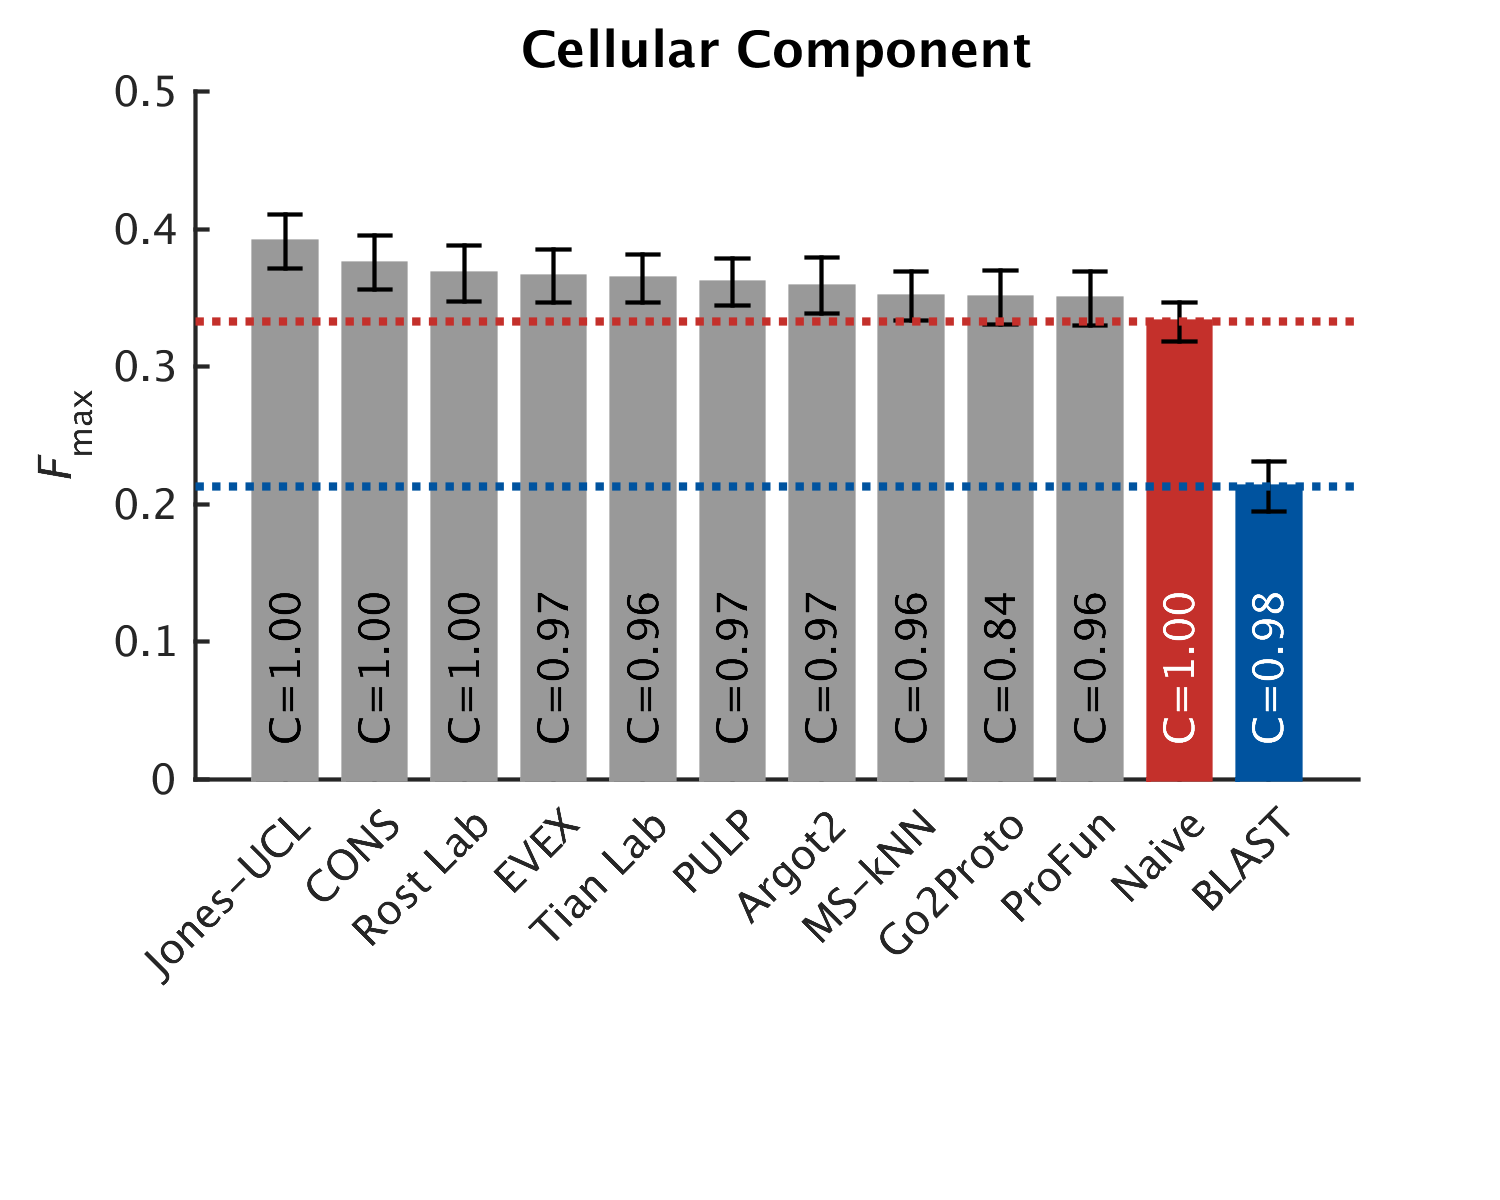 Cellular Component
0.5
0.4
0.3
0.2
0.1
0
Fmax
C=1.00
C=1.00
C=1.00
C=0.97
C=0.96
C=0.97
C=0.97
C=0.96
C=0.84
C=0.96
C=1.00
C=0.98
Jones-UCL
CONS
Rost Lab
EVEX
Tian Lab
PULP
Argot2
MS-kNN
Go2Proto
ProFun
Naive
BLAST